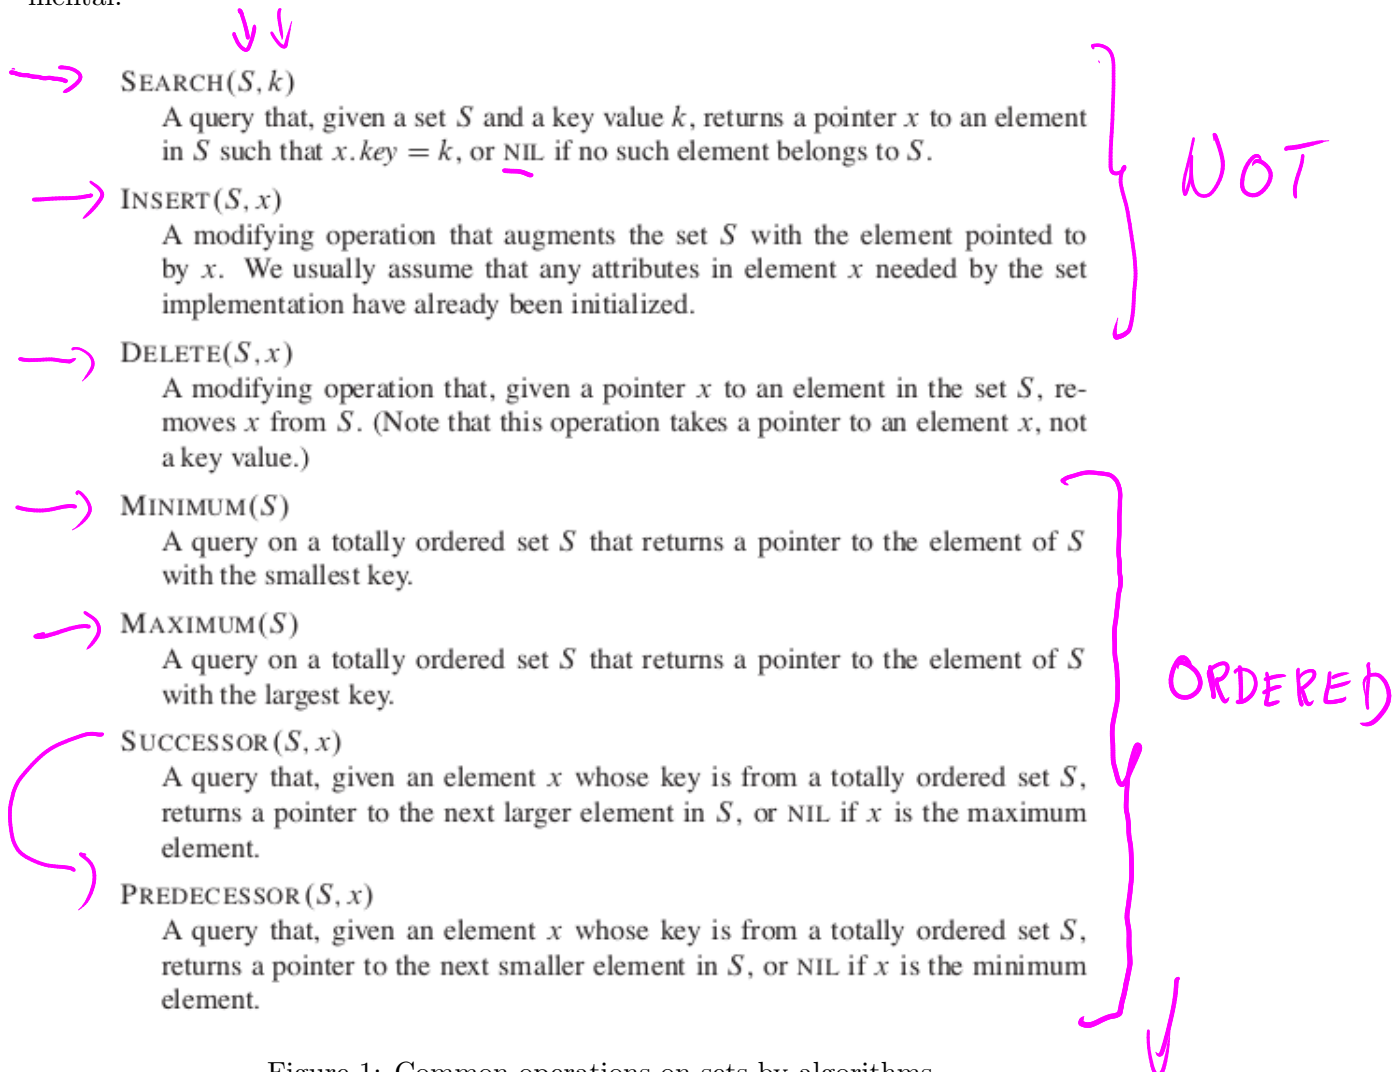 mental.
SEARCH(S, k)
A query that, given a set S and a key value k, returns a pointer x to an element
in S such that x.key = k, or NIL if no such element belongs to S.
NOT
INSERT(S, x)
A modifying operation that augments the set S with the element pointed to
by x. We usually assume that any attributes in element x needed by the set
implementation have already been initialized.
DELETE(S, x)
A modifying operation that, given a pointer x to an element in the set S, re-
moves x from S. (Note that this operation takes a pointer to an element x, not
a key value.)
MINIMUM(S)
A query on a totally ordered set S that returns a pointer to the element of S
with the smallest key.
MAXIMUM(S)
A query on a totally ordered set S that returns a pointer to the element of S
with the largest key.
ORDERED
SUCCESSOR(S, x)
A query that, given an element x whose key is from a totally ordered set S,
returns a pointer to the next larger element in S, or NIL if x is the maximum
element.
PREDECESSOR(S, x)
A query that, given an element x whose key is from a totally ordered set S,
returns a pointer to the next smaller element in S, or NIL if x is the minimum
element.
Figure 1: Common operations on sets by algorithms